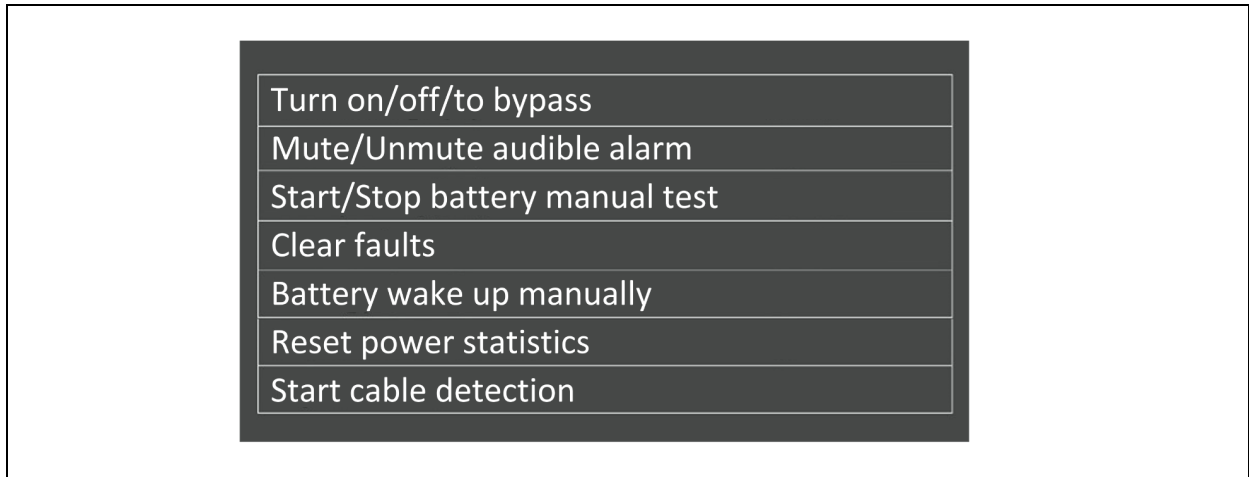 Turn on/off/to bypass
Mute/Unmute audible alarm
Start/Stop battery manual test
Clear faults
Battery wake up manually
Reset power statistics
Start cable detection